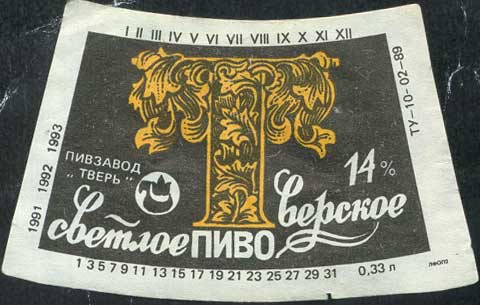 I II III IV V VI VII VIII IX X XI XII
1991 1992 1993
ТУ-10-02-89
ПИВЗАВОД
„ТВЕРЬ"
14%
Тверское
светлое ПИВО
1 3 5 7 9 11 13 15 17 19 21 23 25 27 29 31 0,33 л